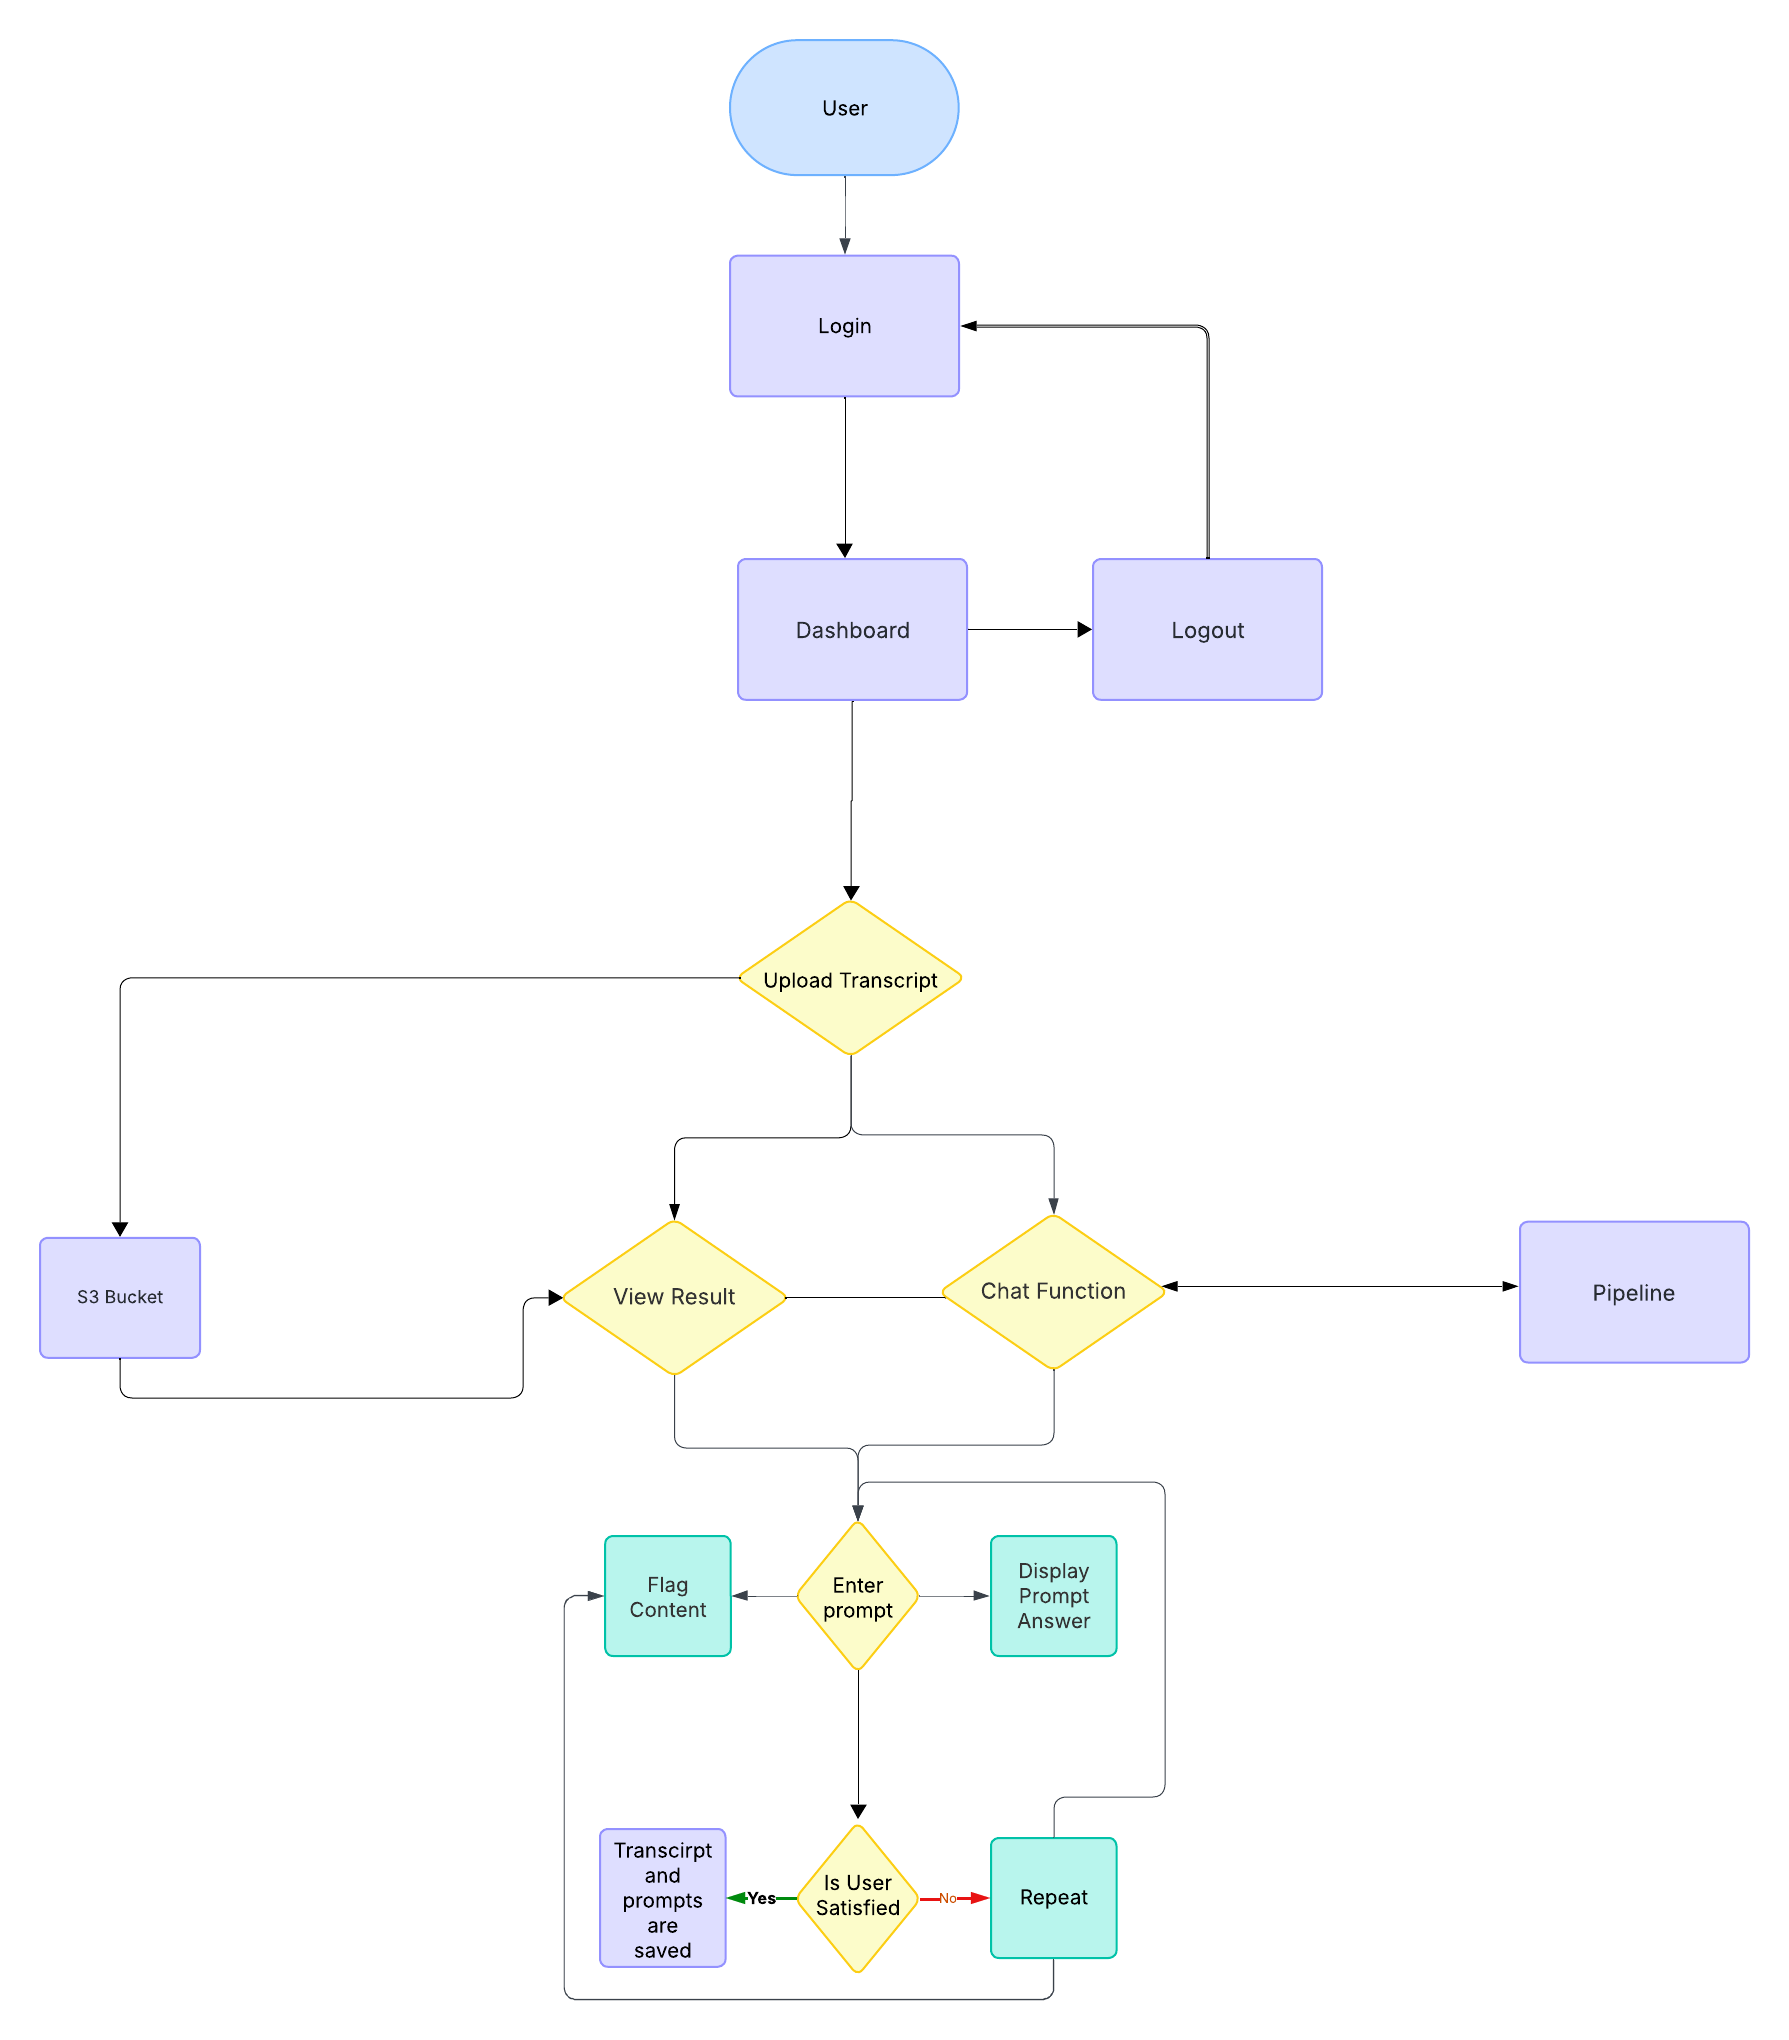 User
Login
Dashboard
Logout
Upload Transcript
S3 Bucket
View Result
Chat Function
Pipeline
Flag
Content
Enter
prompt
Display
Prompt
Answer
Transcirpt
and
prompts
are
saved
Yes
Is User
Satisfied
No
Repeat